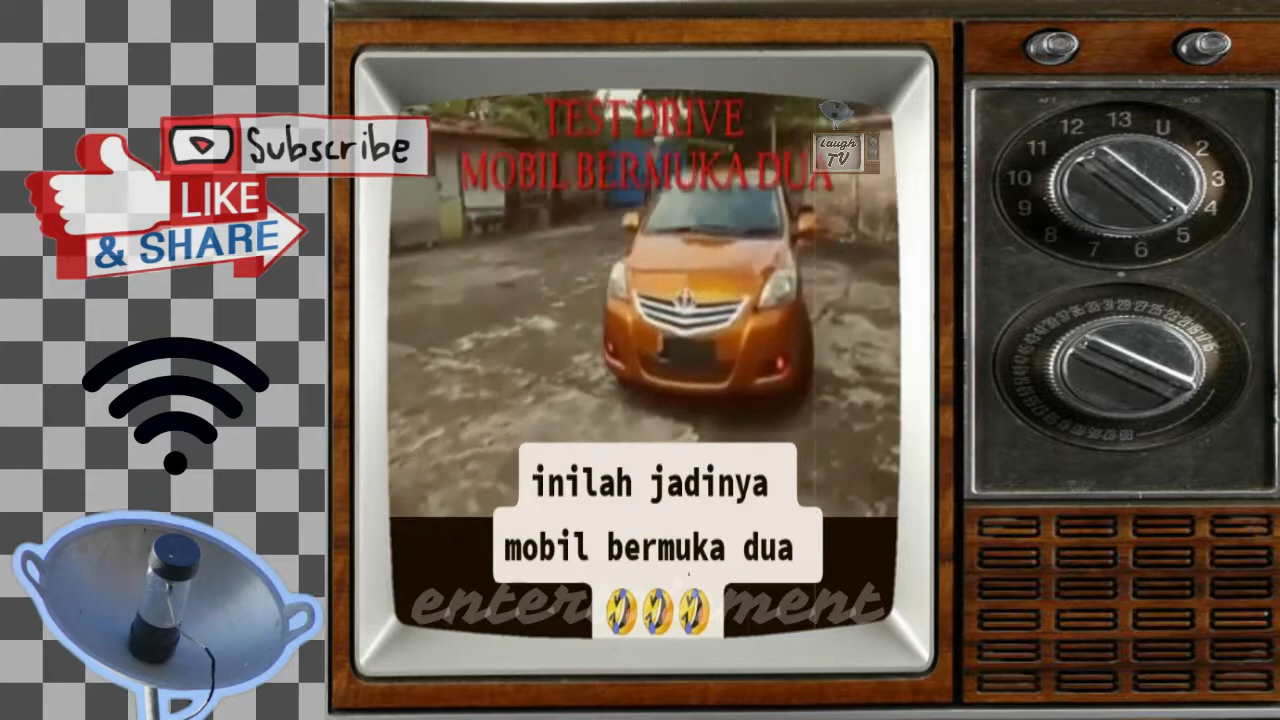 TEST DRIVE
MOBIL BERMUKA DUA
Laugh
TV
Subscribe
LIKE
& SHARE
inilah jadinya
mobil bermuka dua
🤣🤣🤣
13
12
U
11
2
10
3
9
4
8
5
7
6